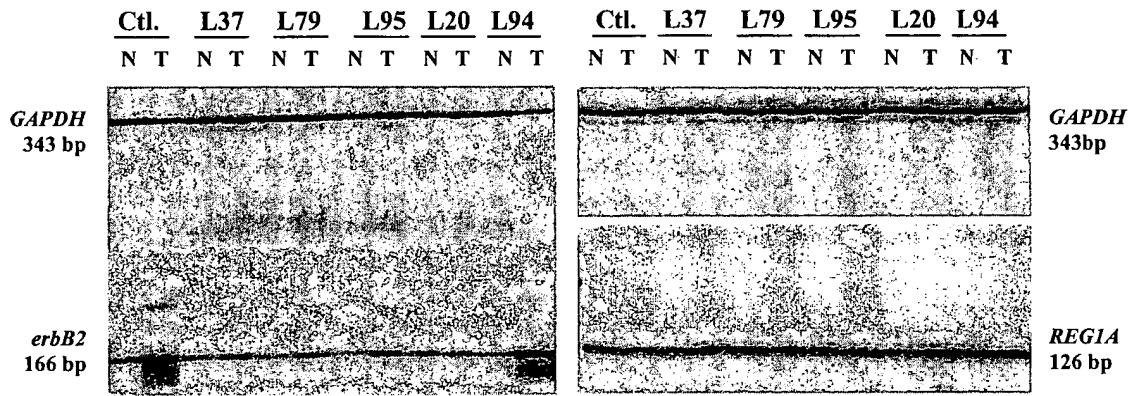 Ctl. L37 L79 L95 L20 L94
N T N T N T N T N T N T
GAPDH
343 bp
erbB2
166 bp
Ctl. L37 L79 L95 L20 L94
N T N T N T N T N T N T
GAPDH
343bp
REG1A
126 bp